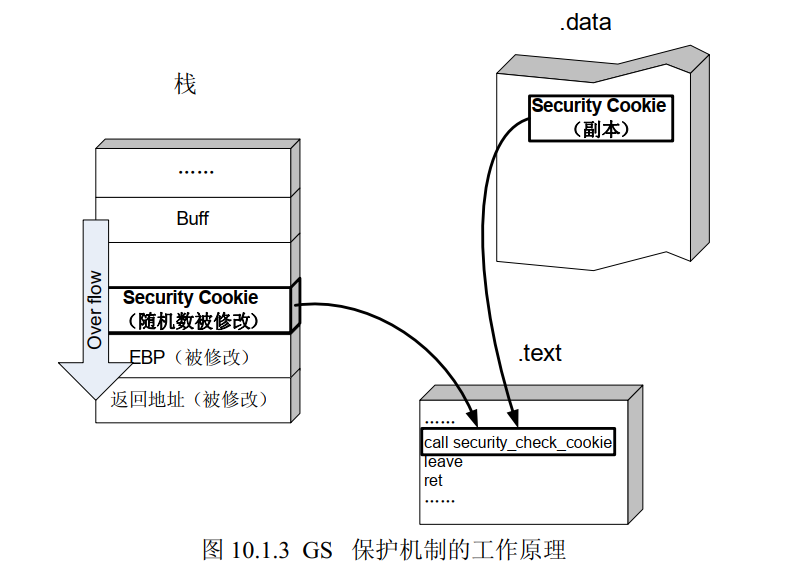 .data
栈
Security Cookie
（副本）
……
Buff
Over flow
Security Cookie
（随机数被修改）
EBP（被修改）
返回地址（被修改）
.text
……
call security_check_cookie
leave
ret
……
图 10.1.3 GS 保护机制的工作原理